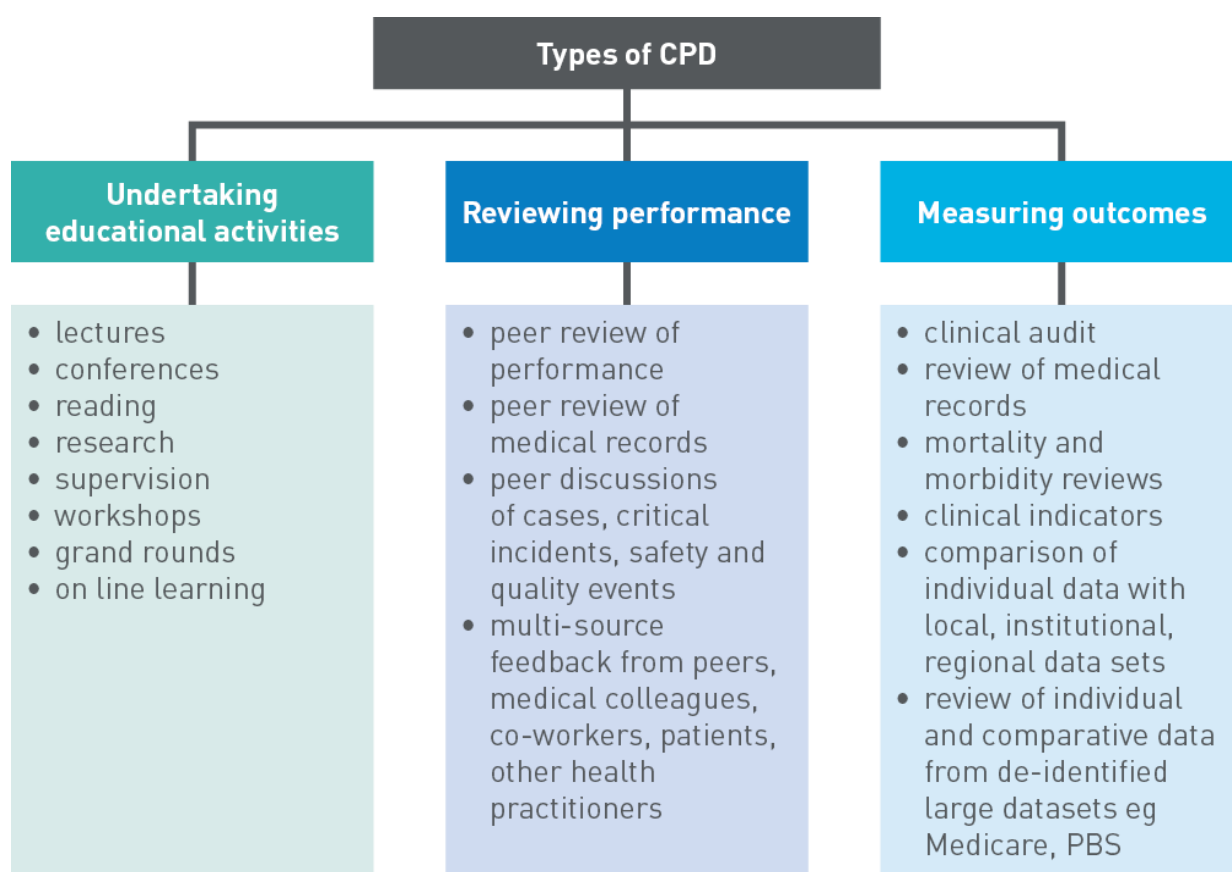 Types of CPD
Undertaking
educational activities
• lectures
• conferences
• reading
• research
• supervision
• workshops
• grand rounds
• on line learning
Reviewing performance
• peer review of
performance
• peer review of
medical records
• peer discussions
of cases, critical
incidents, safety and
quality events
• multi-source
feedback from peers,
medical colleagues,
co-workers, patients,
other health
practitioners
Measuring outcomes
• clinical audit
• review of medical
records
• mortality and
morbidity reviews
• clinical indicators
• comparison of
individual data with
local, institutional,
regional data sets
• review of individual
and comparative data
from de-identified
large datasets eg
Medicare, PBS